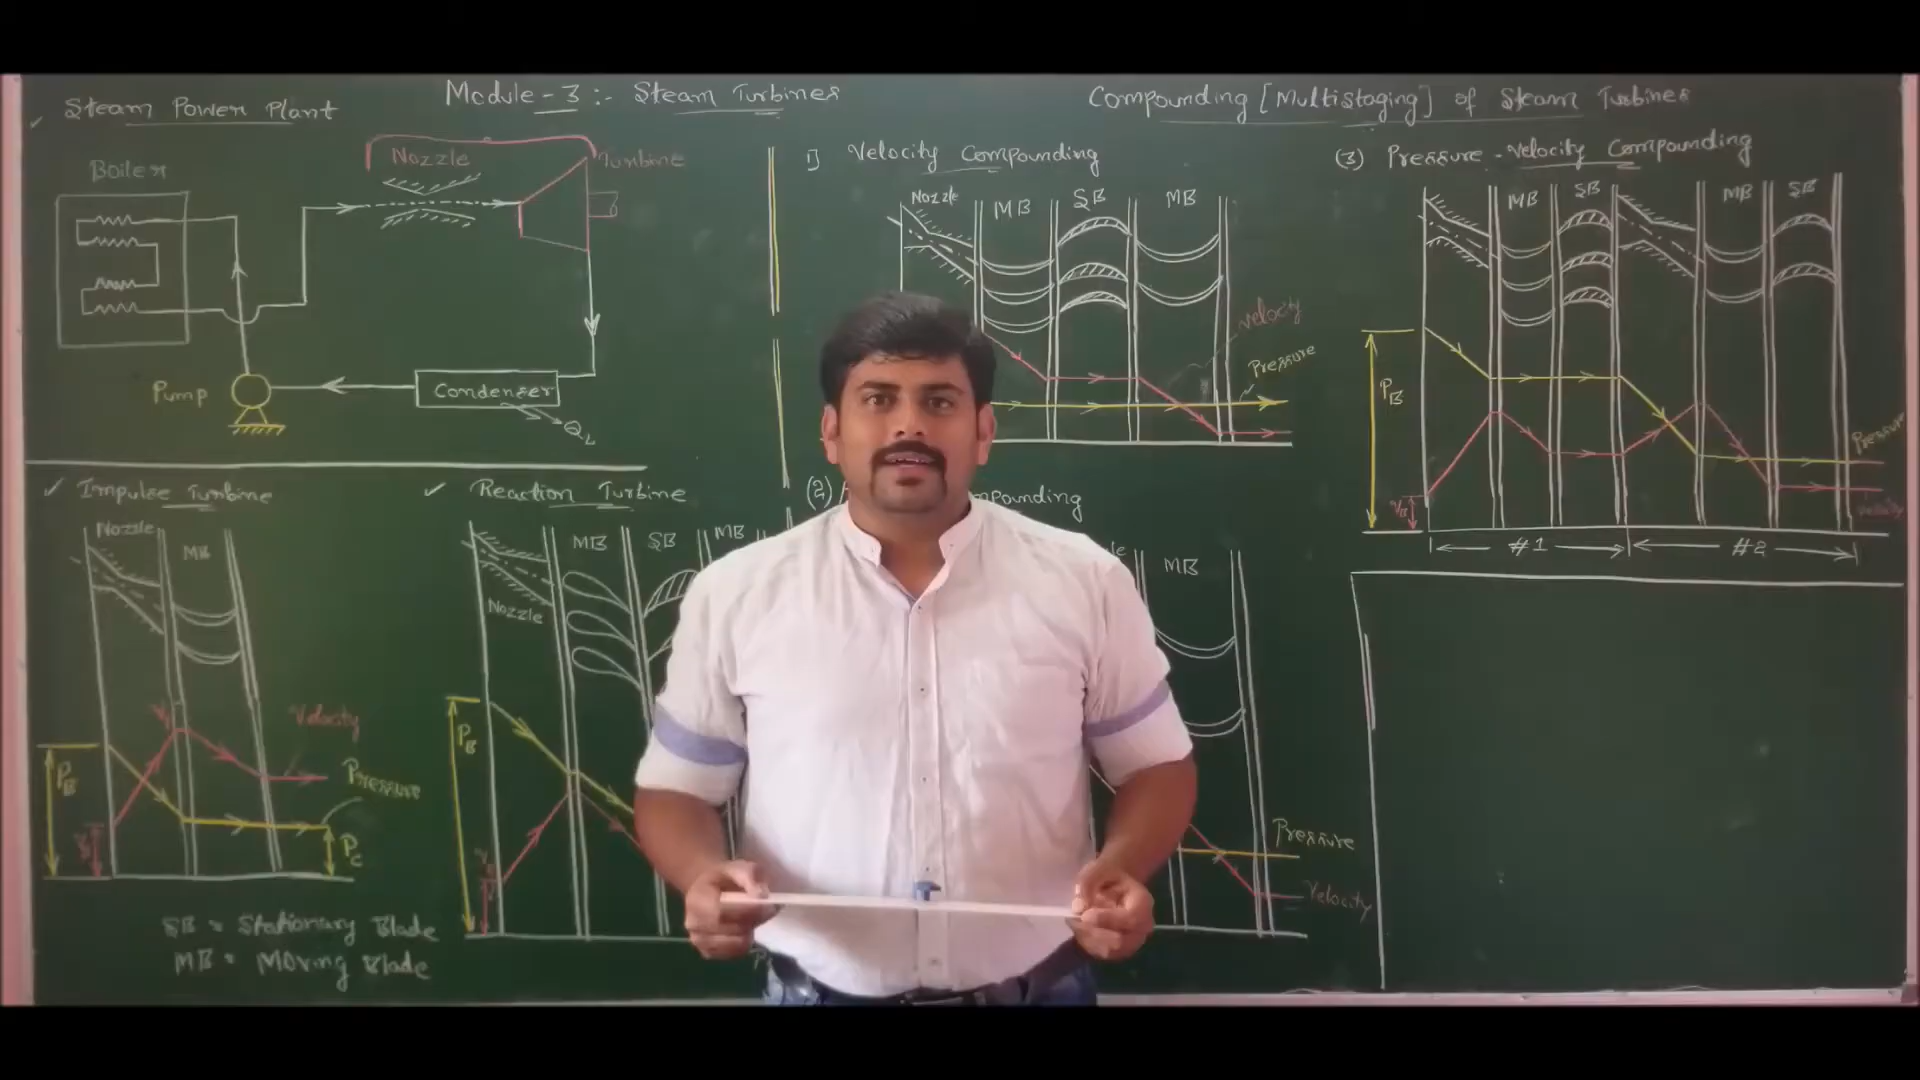 Module-3 :- Steam Turbines
Steam Power Plant
Boiler
Nozzle
Turbine
Pump
Condenser
QL
Impulse Turbine
Nozzle
MB
V1
Velocity
Pressure
PB
PC
SB = Stationary Blade
MB = Moving Blade
Reaction Turbine
MB
SB
MB
Nozzle
PB
Compounding [Multistaging] of Steam Turbines
1) Velocity Compounding
Nozzle
MB
SB
MB
Velocity
Pressure
(2)
mpounding
MB
Pressure
Velocity
(3) Pressure-Velocity Compounding
MB
SB
MB
SB
PB
VB
Pressure
Velocity
#1
#2